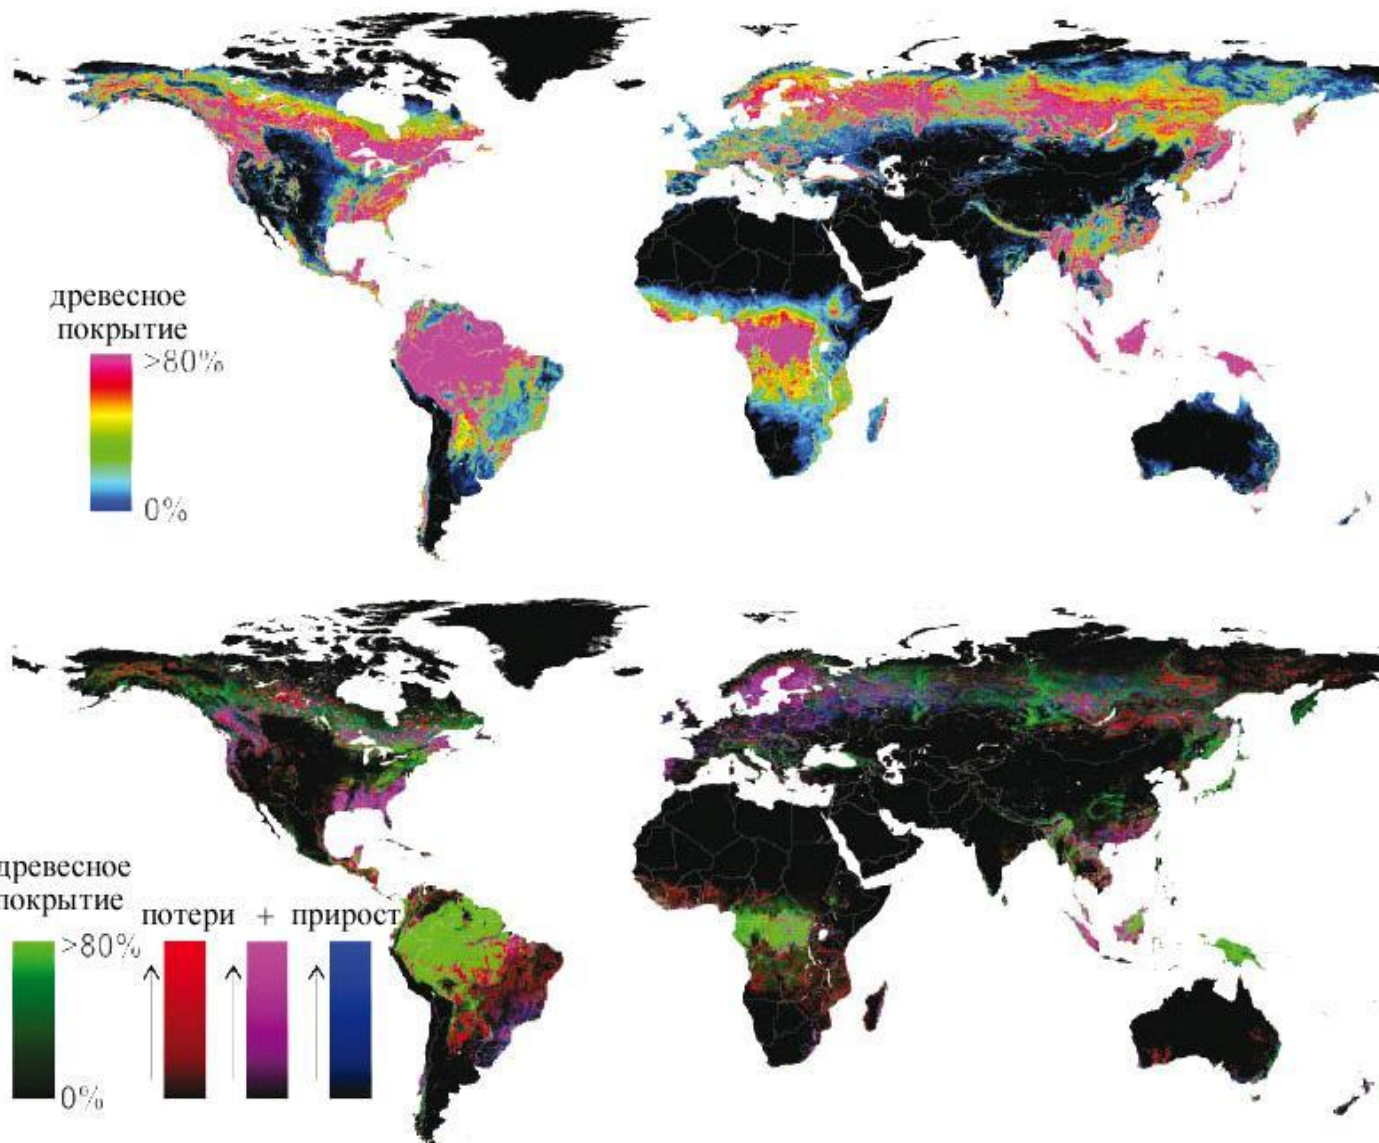 древесное
покрытие
>80%
0%
древесное
покрытие
потери + прирост
>80%
0%